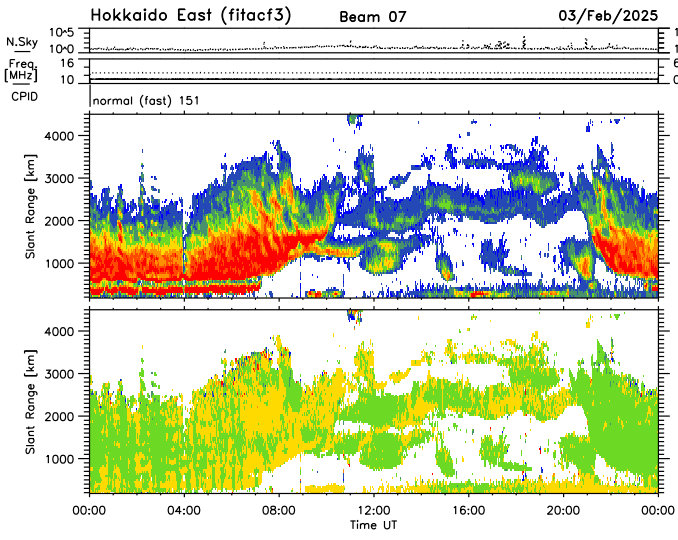 Hokkaido East (fitacf3) Beam 07 03/Feb/2025
N.Sky 10^5 10^0
Freq. [MHz] 16 10
CPID normal (fast) 151
Slant Range [km] 4000 3000 2000 1000
Slant Range [km] 4000 3000 2000 1000
00:00 04:00 08:00 12:00 16:00 20:00 00:00
Time UT